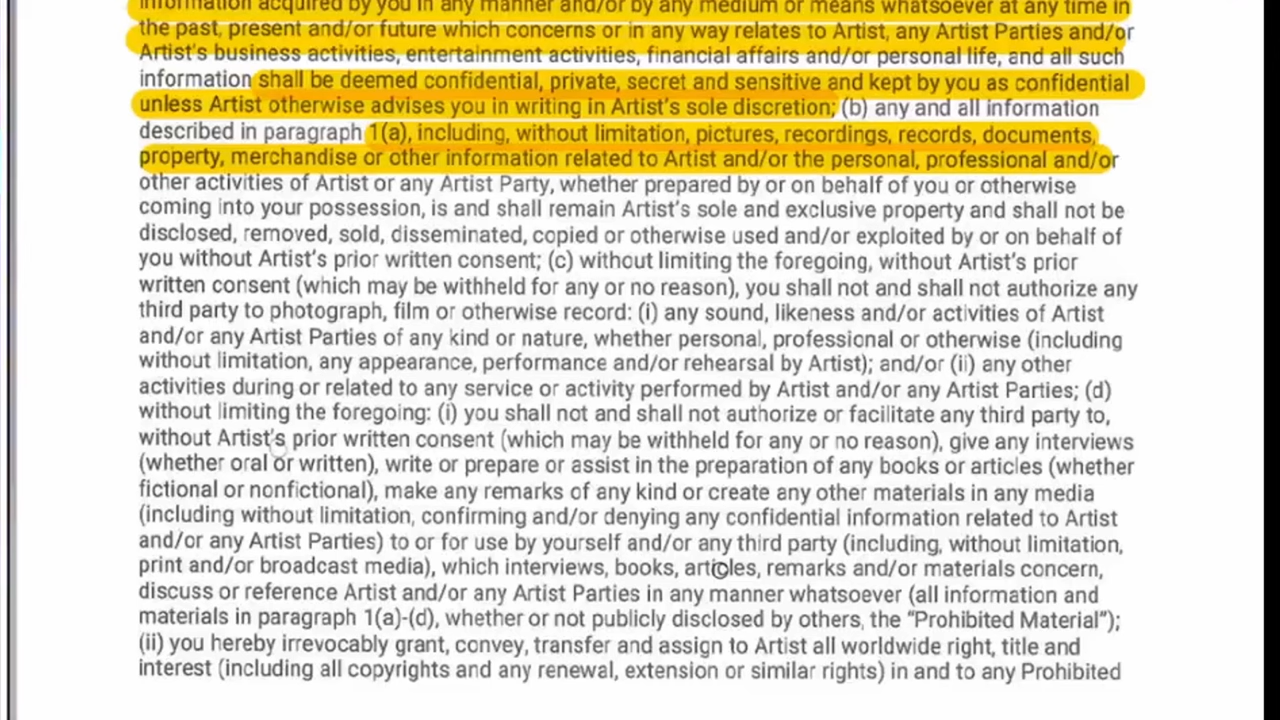 information acquired by you in any manner and/or by any medium or means whatsoever at any time in
the past, present and/or future which concerns or in any way relates to Artist, any Artist Parties and/or
Artist's business activities, entertainment activities, financial affairs and/or personal life, and all such
information shall be deemed confidential, private, secret and sensitive and kept by you as confidential
unless Artist otherwise advises you in writing in Artist's sole discretion; (b) any and all information
described in paragraph 1(a), including, without limitation, pictures, recordings, records, documents,
property, merchandise or other information related to Artist and/or the personal, professional and/or
other activities of Artist or any Artist Party, whether prepared by or on behalf of you or otherwise
coming into your possession, is and shall remain Artist's sole and exclusive property and shall not be
disclosed, removed, sold, disseminated, copied or otherwise used and/or exploited by or on behalf of
you without Artist's prior written consent; (c) without limiting the foregoing, without Artist's prior
written consent (which may be withheld for any or no reason), you shall not and shall not authorize any
third party to photograph, film or otherwise record: (i) any sound, likeness and/or activities of Artist
and/or any Artist Parties of any kind or nature, whether personal, professional or otherwise (including
without limitation, any appearance, performance and/or rehearsal by Artist); and/or (ii) any other
activities during or related to any service or activity performed by Artist and/or any Artist Parties; (d)
without limiting the foregoing: (i) you shall not and shall not authorize or facilitate any third party to,
without Artist's prior written consent (which may be withheld for any or no reason), give any interviews
(whether oral or written), write or prepare or assist in the preparation of any books or articles (whether
fictional or nonfictional), make any remarks of any kind or create any other materials in any media
(including without limitation, confirming and/or denying any confidential information related to Artist
and/or any Artist Parties) to or for use by yourself and/or any third party (including, without limitation,
print and/or broadcast media), which interviews, books, articles, remarks and/or materials concern,
discuss or reference Artist and/or any Artist Parties in any manner whatsoever (all information and
materials in paragraph 1(a)-(d), whether or not publicly disclosed by others, the “Prohibited Material”);
(ii) you hereby irrevocably grant, convey, transfer and assign to Artist all worldwide right, title and
interest (including all copyrights and any renewal, extension or similar rights) in and to any Prohibited